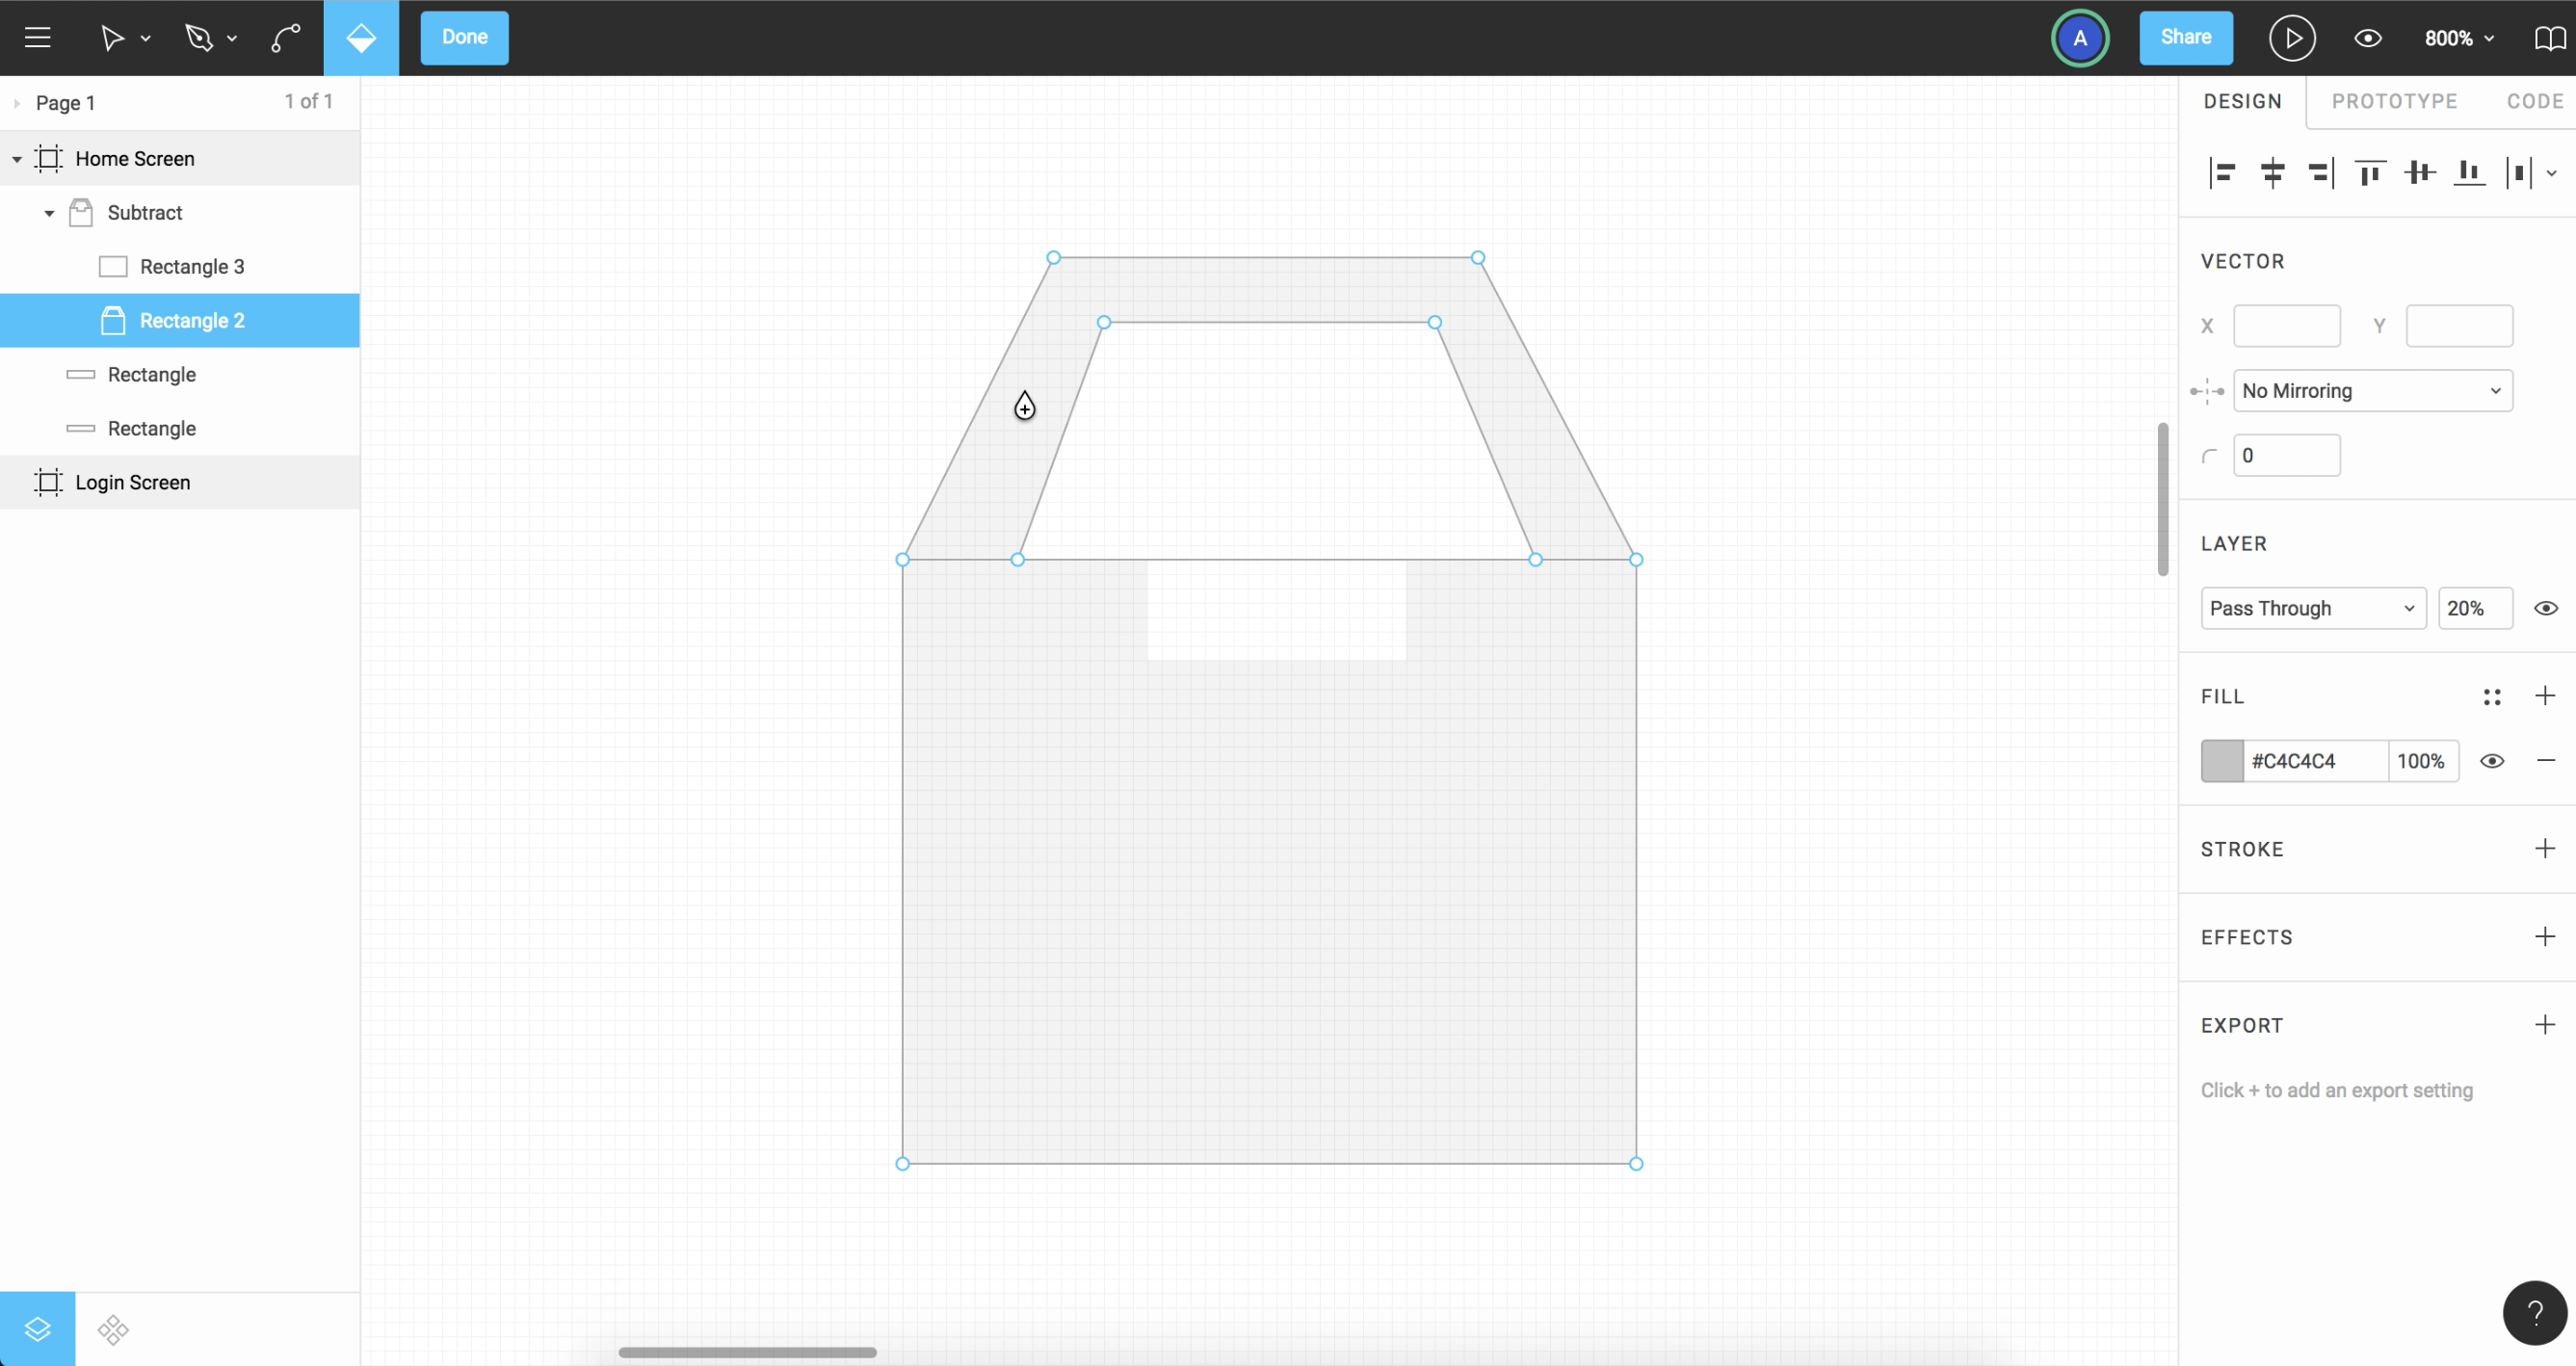 Done
A
Share
800%
Page 1
1 of 1
Home Screen
Subtract
Rectangle 3
Rectangle 2
Rectangle
Rectangle
Login Screen
DESIGN
PROTOTYPE
CODE
VECTOR
X
Y
No Mirroring
0
LAYER
Pass Through
20%
FILL
#C4C4C4
100%
STROKE
EFFECTS
EXPORT
Click + to add an export setting
?